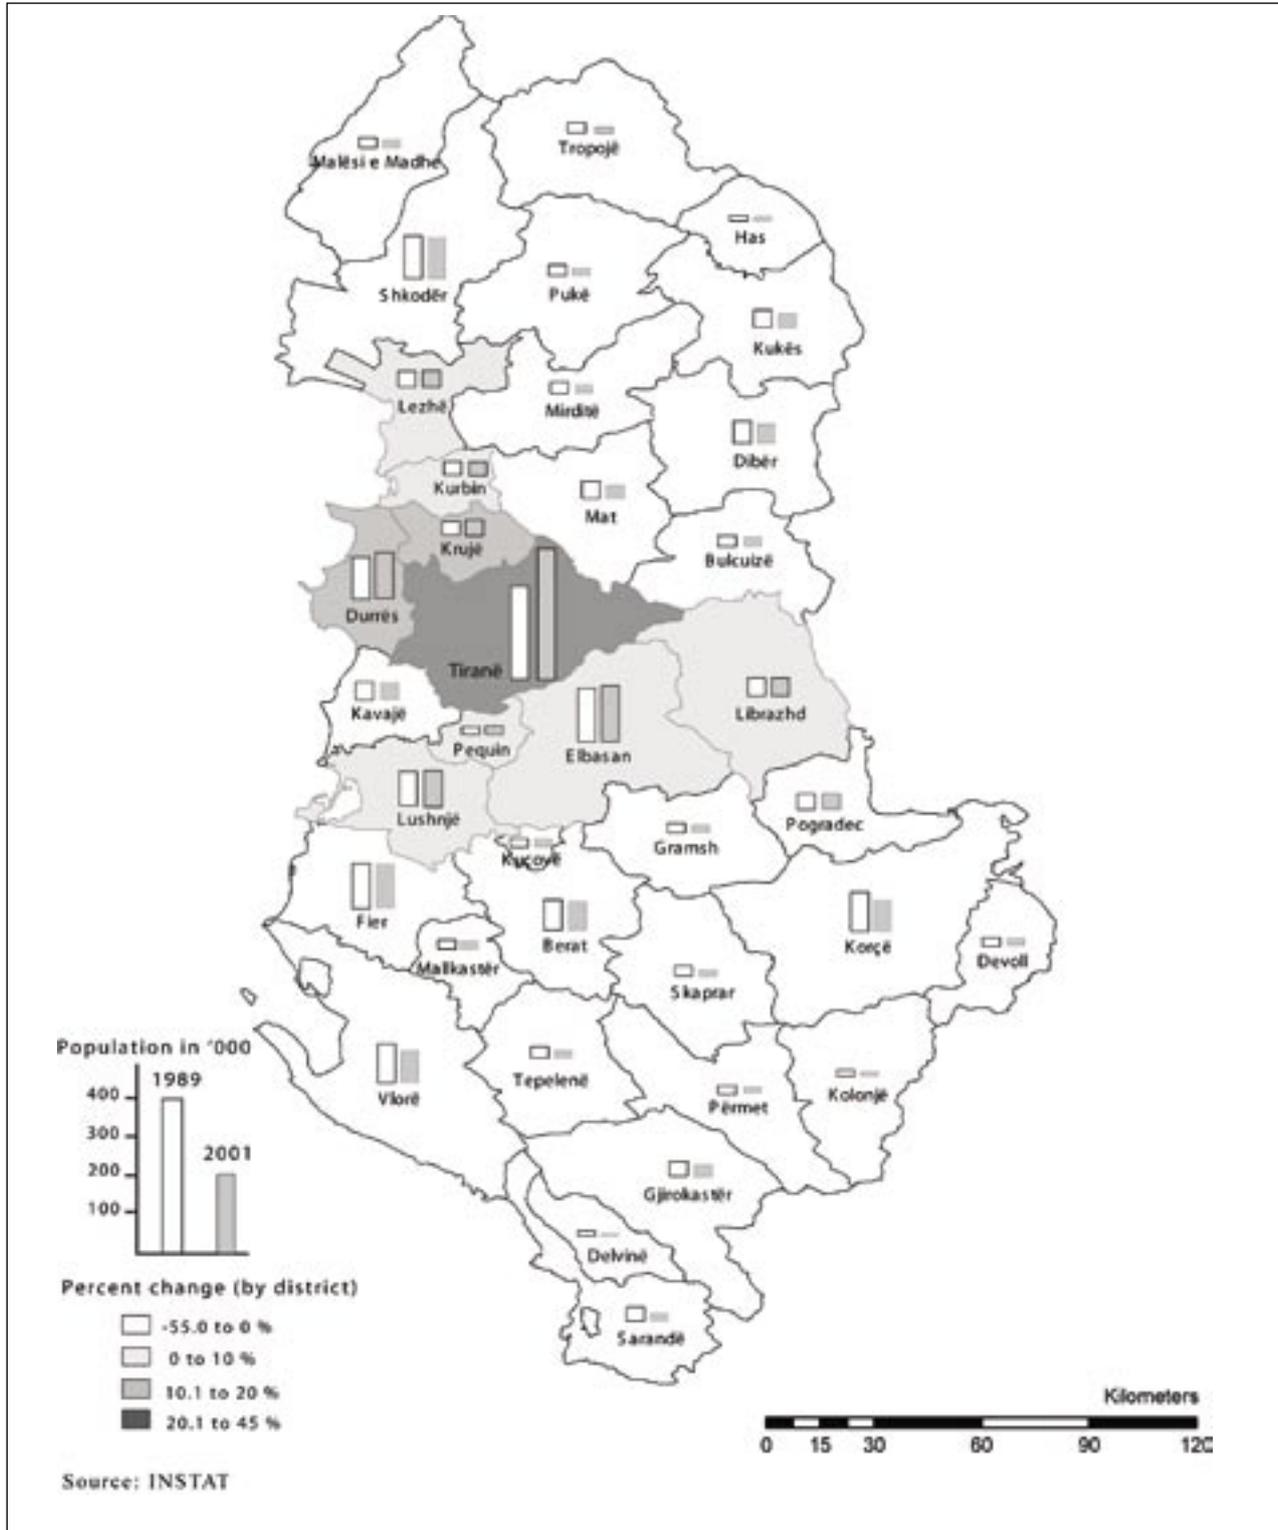 Tropojë
Malësi e Madhe
Has
Shkodër
Pukë
Kukës
Lezhë
Mirditë
Dibër
Kurbin
Mat
Krujë
Bulcuizë
Durrës
Tiranë
Kavajë
Librazhd
Pequin
Elbasan
Lushnjë
Pogradec
Gramsh
Kuçovë
Fier
Berat
Korçë
Mallkastër
Devoll
Skaprar
Population in '000
1989
400
300
2001
200
100
Vlorë
Tepelenë
Përmet
Kolonjë
Gjirokastër
Delvinë
Sarandë
Percent change (by district)
-55.0 to 0 %
0 to 10 %
10.1 to 20 %
20.1 to 45 %
Kilometers
0 15 30 60 90 120
Source: INSTAT